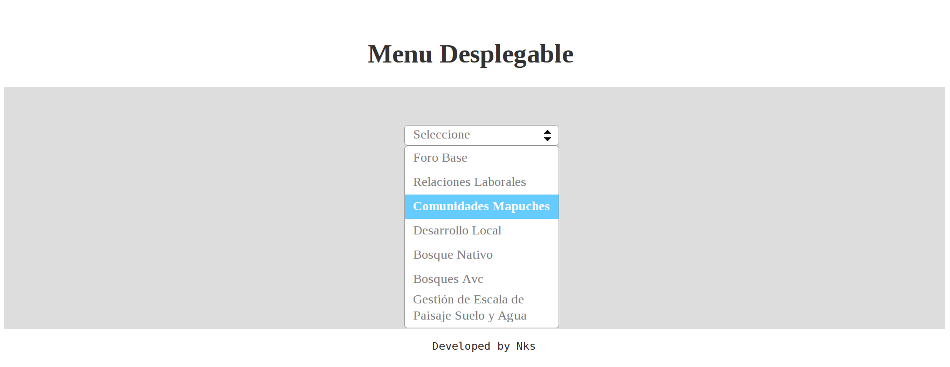 Menu Desplegable
Seleccione
Foro Base
Relaciones Laborales
Comunidades Mapuches
Desarrollo Local
Bosque Nativo
Bosques Avc
Gestión de Escala de
Paisaje Suelo y Agua
Developed by Nks